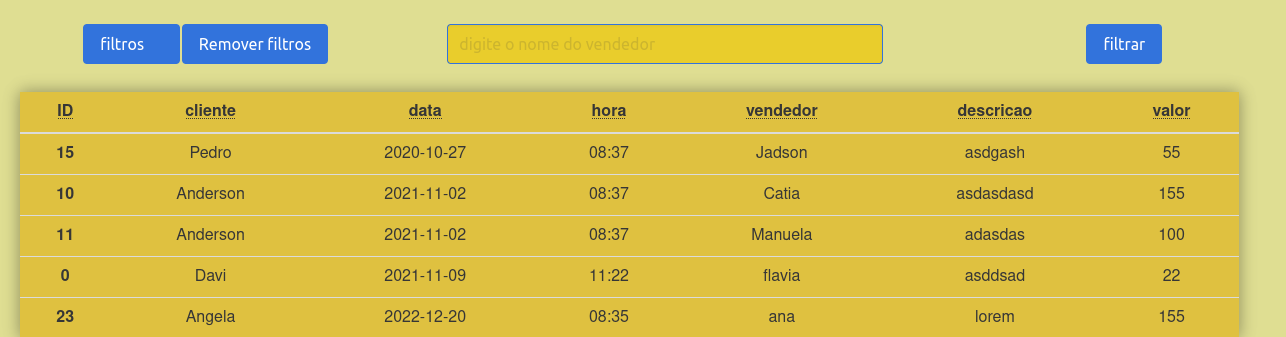 filtros Remover filtros digite o nome do vendedor filtrar
ID cliente data hora vendedor descricao valor
15 Pedro 2020-10-27 08:37 Jadson asdgash 55
10 Anderson 2021-11-02 08:37 Catia asdasdasd 155
11 Anderson 2021-11-02 08:37 Manuela adasdas 100
0 Davi 2021-11-09 11:22 flavia asddsad 22
23 Angela 2022-12-20 08:35 ana lorem 155